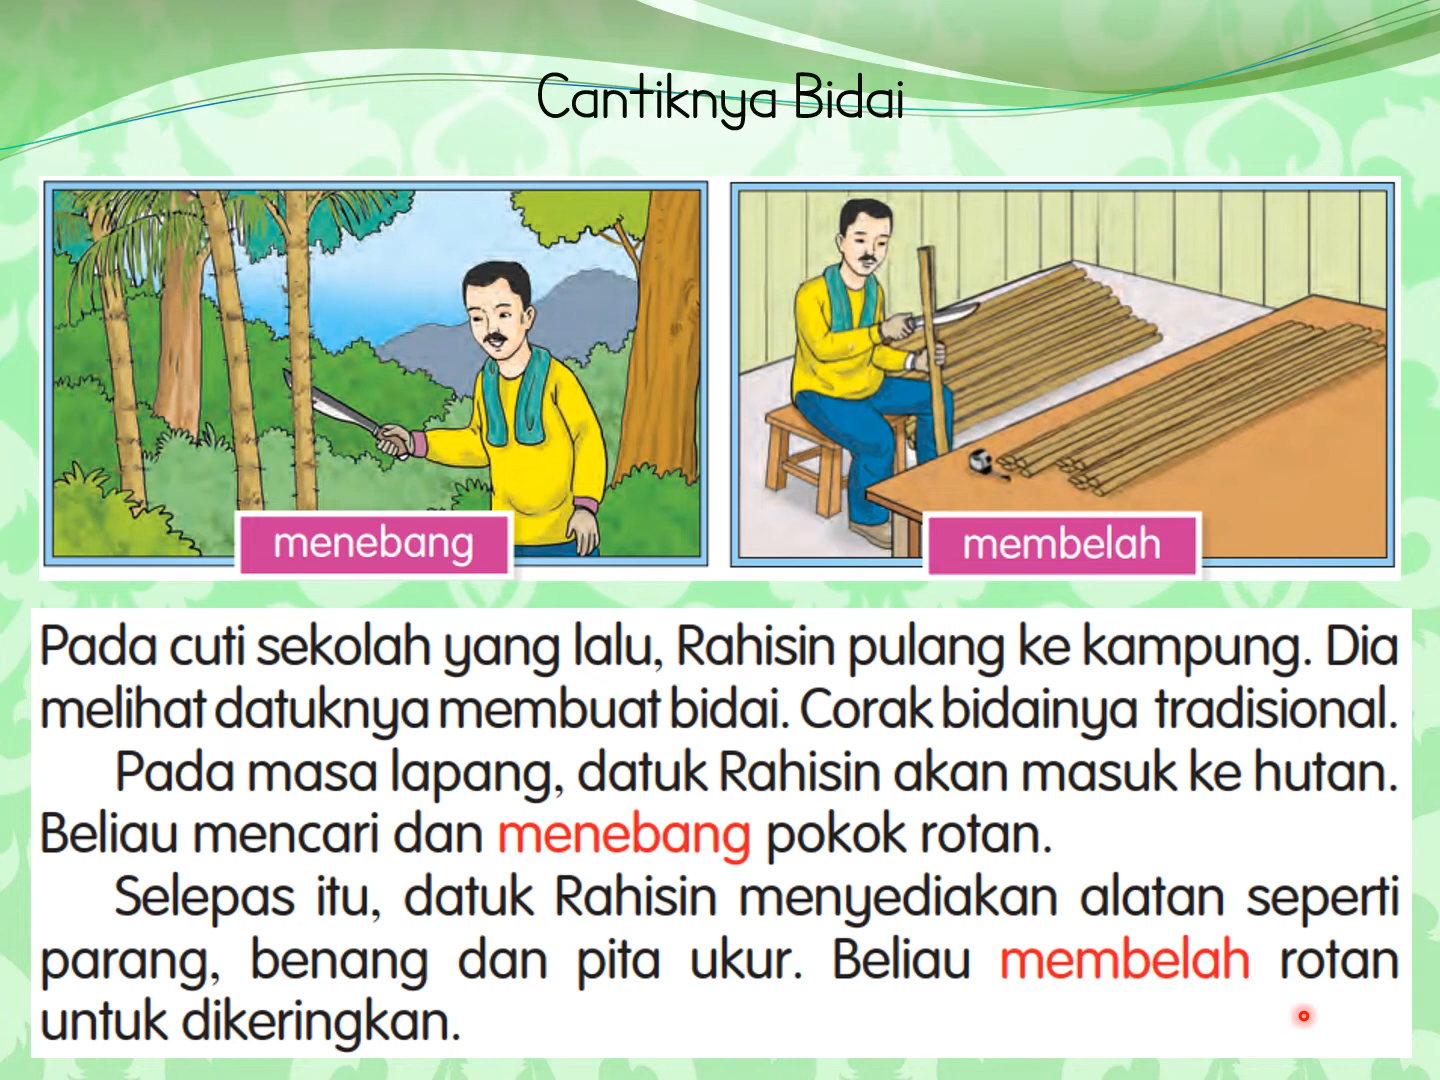 Cantiknya Bidai
menebang
membelah
Pada cuti sekolah yang lalu, Rahisin pulang ke kampung. Dia
melihat datuknya membuat bidai. Corak bidainya tradisional.
Pada masa lapang, datuk Rahisin akan masuk ke hutan.
Beliau mencari dan menebang pokok rotan.
Selepas itu, datuk Rahisin menyediakan alatan seperti
parang, benang dan pita ukur. Beliau membelah rotan
untuk dikeringkan.